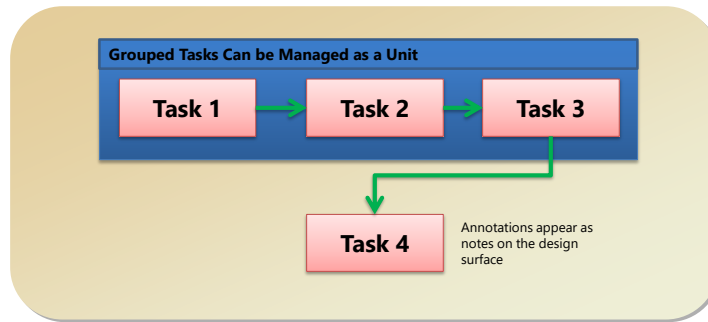 Grouped Tasks Can be Managed as a Unit
Task 1
Task 2
Task 3
Task 4
Annotations appear as
notes on the design
surface